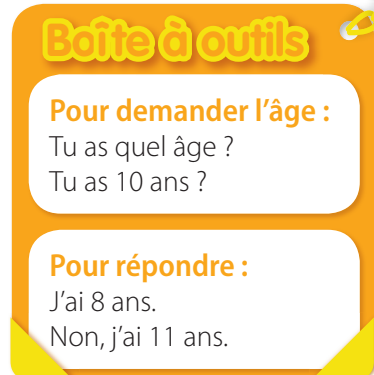 Boîte à outils
Pour demander l'âge :
Tu as quel âge ?
Tu as 10 ans ?
Pour répondre :
J'ai 8 ans.
Non, j'ai 11 ans.